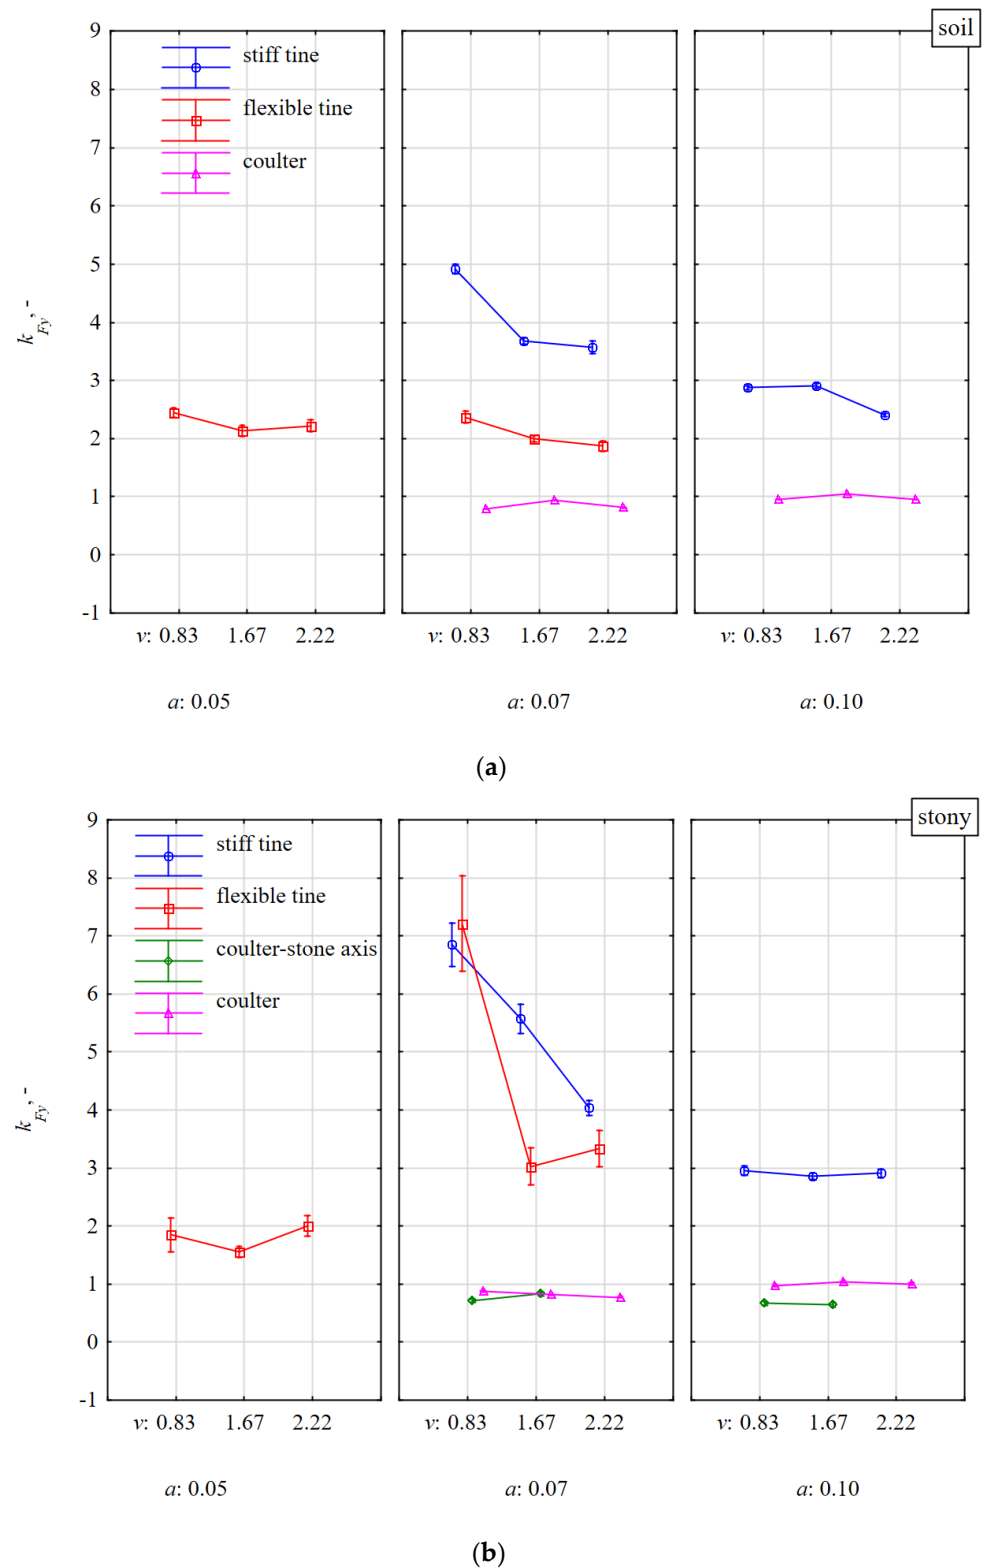 soil
9
8
7
6
5
4
3
2
1
0
-1
stiff tine
flexible tine
coulter
k Fy, -
v: 0.83 1.67 2.22
v: 0.83 1.67 2.22
v: 0.83 1.67 2.22
a: 0.05 a: 0.07 a: 0.10
(a)
stony
9
8
7
6
5
4
3
2
1
0
-1
stiff tine
flexible tine
coulter-stone axis
coulter
k Fy, -
v: 0.83 1.67 2.22
v: 0.83 1.67 2.22
v: 0.83 1.67 2.22
a: 0.05 a: 0.07 a: 0.10
(b)